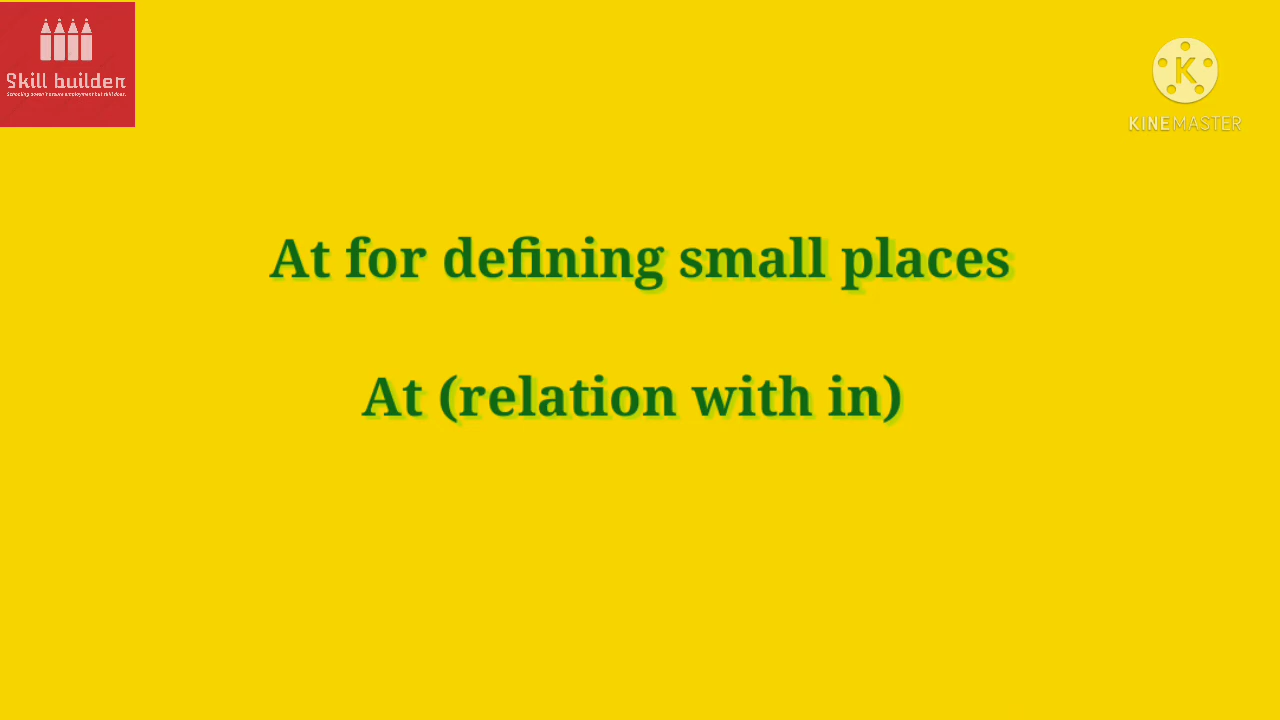 Skill builder
KINEMASTER
At for defining small places
At (relation with in)